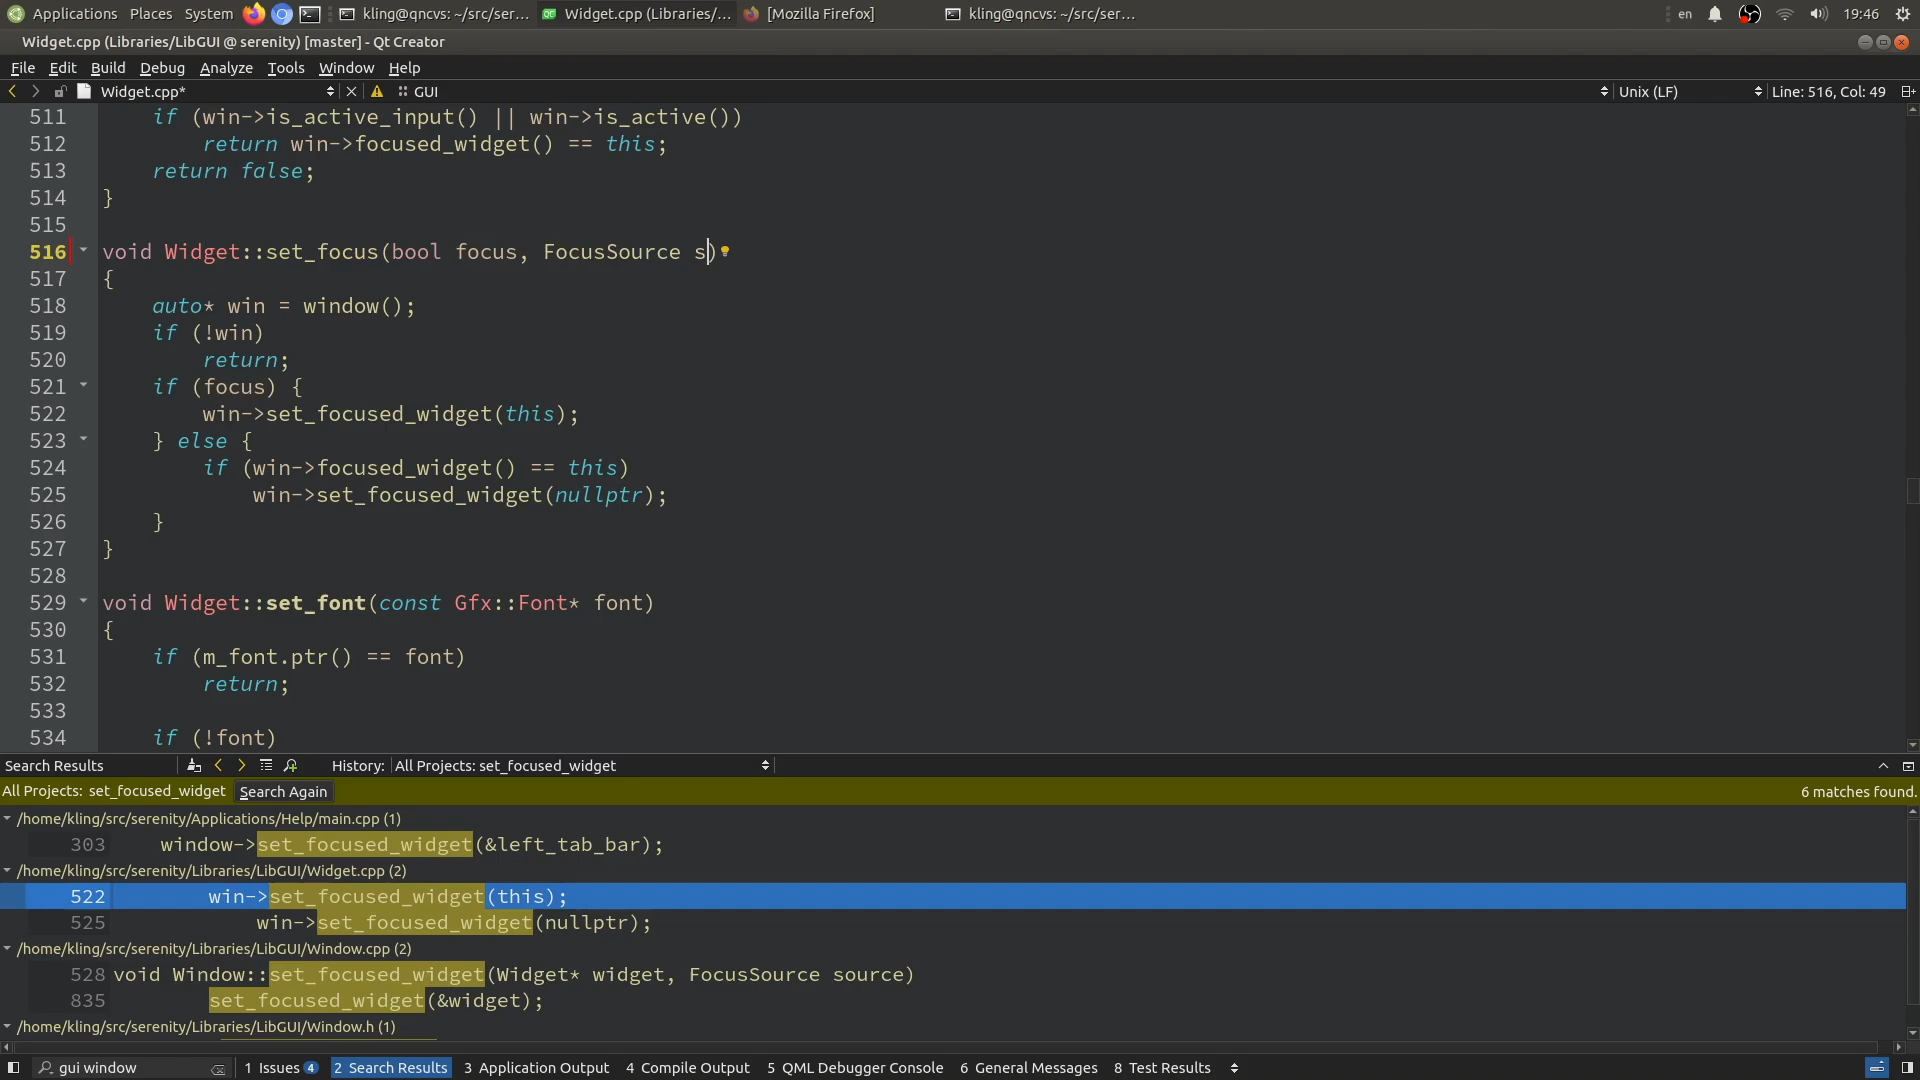 Applications Places System kling@qncvs: ~/src/ser... Widget.cpp (Libraries/... [Mozilla Firefox] kling@qncvs: ~/src/ser... en 19:46
Widget.cpp (Libraries/LibGUI @ serenity) [master] - Qt Creator
File Edit Build Debug Analyze Tools Window Help
Widget.cpp* GUI Unix (LF) Line: 516, Col: 49
511 if (win->is_active_input() || win->is_active())
512 return win->focused_widget() == this;
513 return false;
514 }
515
516 void Widget::set_focus(bool focus, FocusSource s)
517 {
518 auto* win = window();
519 if (!win)
520 return;
521 if (focus) {
522 win->set_focused_widget(this);
523 } else {
524 if (win->focused_widget() == this)
525 win->set_focused_widget(nullptr);
526 }
527 }
528
529 void Widget::set_font(const Gfx::Font* font)
530 {
531 if (m_font.ptr() == font)
532 return;
533
534 if (!font)
Search Results History: All Projects: set_focused_widget
All Projects: set_focused_widget Search Again 6 matches found.
/home/kling/src/serenity/Applications/Help/main.cpp (1)
303 window->set_focused_widget(&left_tab_bar);
/home/kling/src/serenity/Libraries/LibGUI/Widget.cpp (2)
522 win->set_focused_widget(this);
525 win->set_focused_widget(nullptr);
/home/kling/src/serenity/Libraries/LibGUI/Window.cpp (2)
528 void Window::set_focused_widget(Widget* widget, FocusSource source)
835 set_focused_widget(&widget);
/home/kling/src/serenity/Libraries/LibGUI/Window.h (1)
gui window 1 Issues 4 2 Search Results 3 Application Output 4 Compile Output 5 QML Debugger Console 6 General Messages 8 Test Results